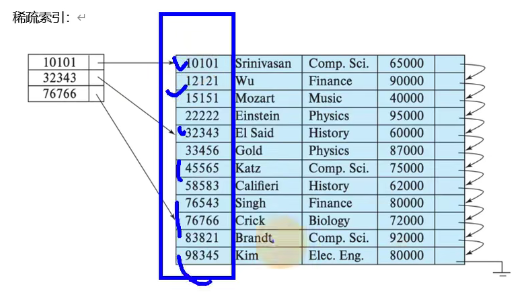 稀疏索引：
10101
32343
76766
10101 Srinivasan Comp. Sci. 65000
12121 Wu Finance 90000
15151 Mozart Music 40000
22222 Einstein Physics 95000
32343 El Said History 60000
33456 Gold Physics 87000
45565 Katz Comp. Sci. 75000
58583 Califieri History 62000
76543 Singh Finance 80000
76766 Crick Biology 72000
83821 Brandt Comp. Sci. 92000
98345 Kim Elec. Eng. 80000